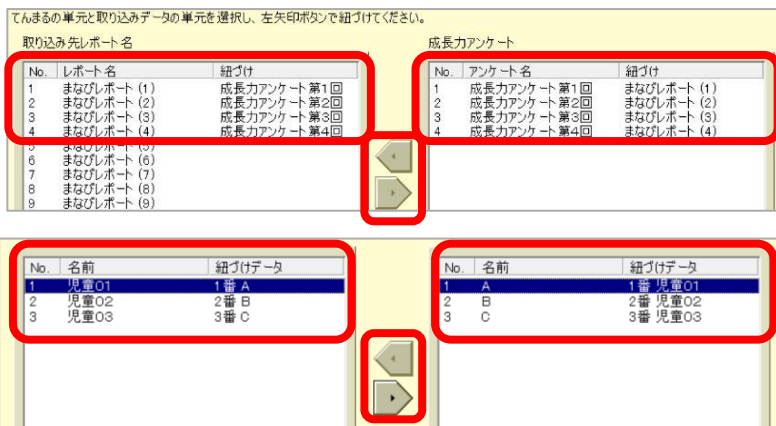 てんまるの単元と取り込みデータの単元を選択し、左矢印ボタンで紐づけてください。
取り込み先レポート名 成長力アンケート
No. レポート名 紐づけ No. アンケート名 紐づけ
1 まなびレポート (1) 成長力アンケート第1回 1 成長力アンケート第1回 まなびレポート (1)
2 まなびレポート (2) 成長力アンケート第2回 2 成長力アンケート第2回 まなびレポート (2)
3 まなびレポート (3) 成長力アンケート第3回 3 成長力アンケート第3回 まなびレポート (3)
4 まなびレポート (4) 成長力アンケート第4回 4 成長力アンケート第4回 まなびレポート (4)
5 まなびレポート (5)
6 まなびレポート (6)
7 まなびレポート (7)
8 まなびレポート (8)
9 まなびレポート (9)
No. 名前 紐づけデータ No. 名前 紐づけデータ
1 児童01 1番 A 1 A 1番 児童01
2 児童02 2番 B 2 B 2番 児童02
3 児童03 3番 C 3 C 3番 児童03